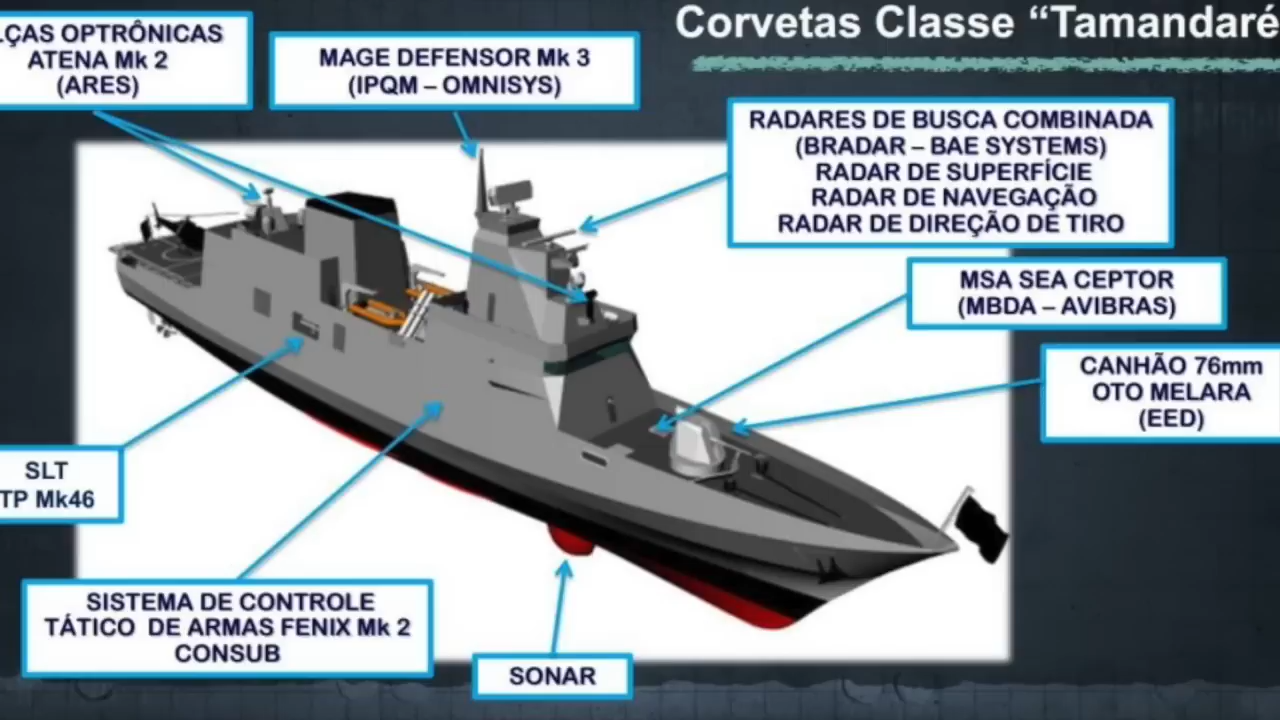 Corvetas Classe “Tamandaré
LÇAS OPTRÔNICAS
ATENA Mk 2
(ARES)
MAGE DEFENSOR Mk 3
(IPQM – OMNISYS)
RADARES DE BUSCA COMBINADA
(BRADAR – BAE SYSTEMS)
RADAR DE SUPERFÍCIE
RADAR DE NAVEGAÇÃO
RADAR DE DIREÇÃO DE TIRO
MSA SEA CEPTOR
(MBDA – AVIBRAS)
CANHÃO 76mm
OTO MELARA
(EED)
SLT
TP Mk46
SISTEMA DE CONTROLE
TÁTICO DE ARMAS FENIX Mk 2
CONSUB
SONAR